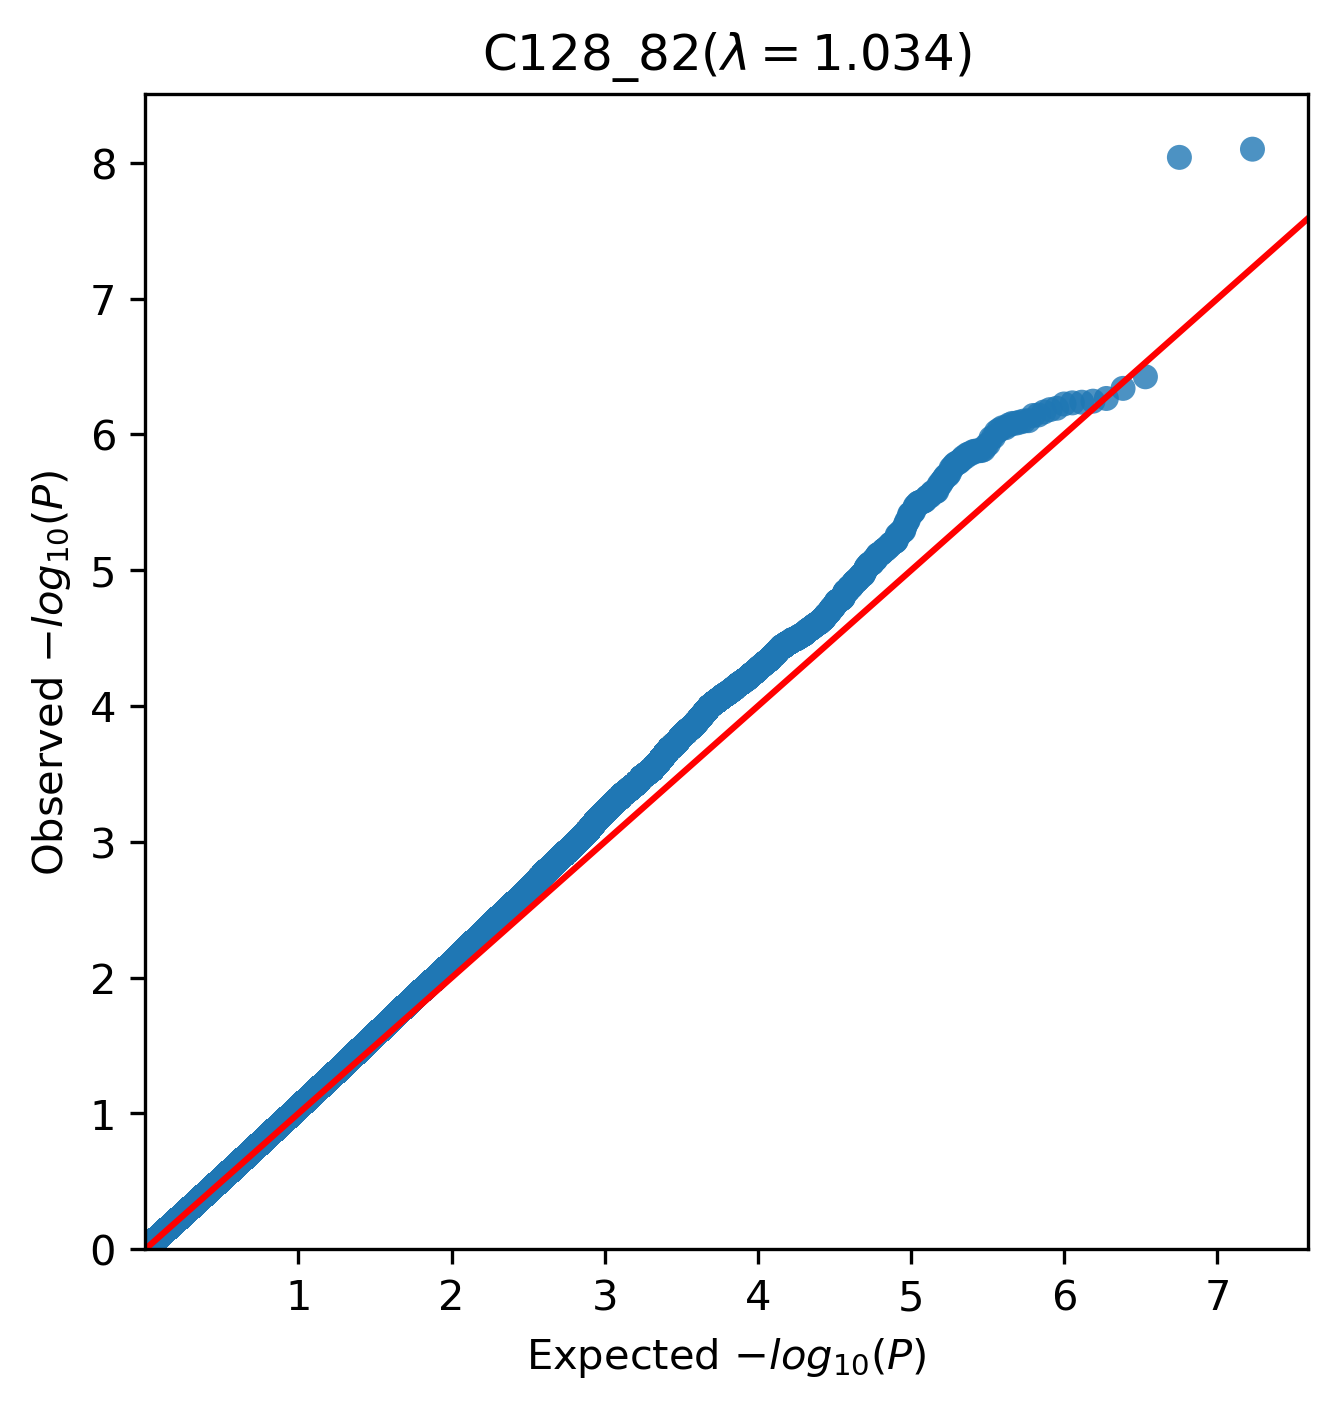 C128_82(λ = 1.034)
Observed −log₁₀(P)
8
7
6
5
4
3
2
1
0
1 2 3 4 5 6 7
Expected −log₁₀(P)